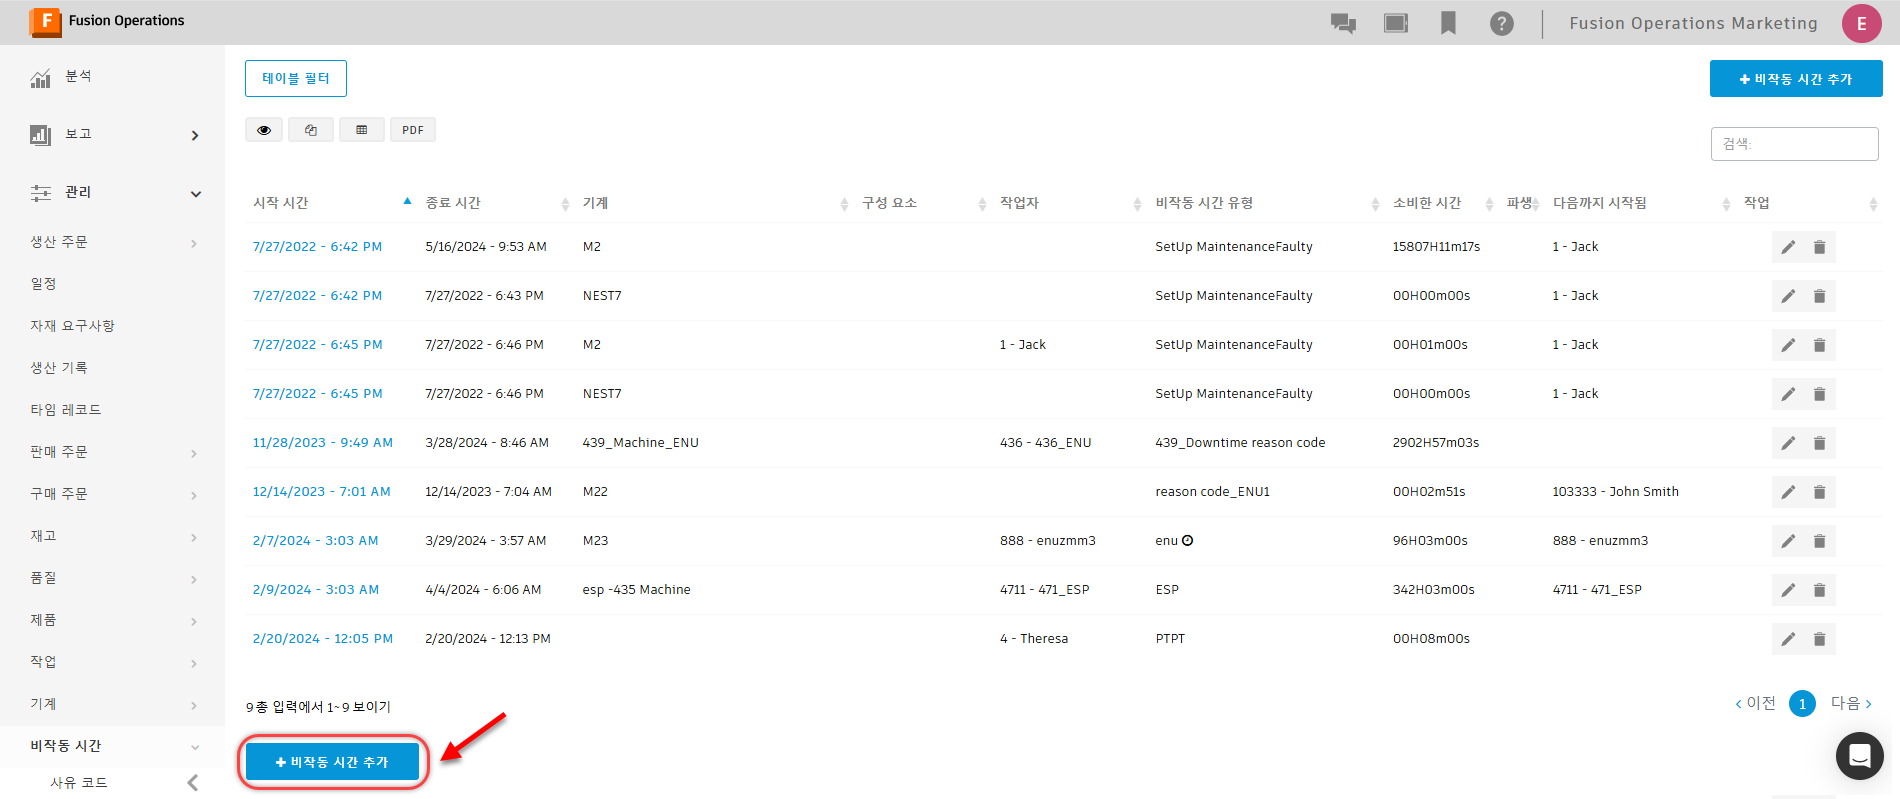 F Fusion Operations
Fusion Operations Marketing E
분석
보고
관리
생산 주문
일정
자재 요구사항
생산 기록
타임 레코드
판매 주문
구매 주문
재고
품질
제품
작업
기계
비작동 시간
사유 코드
테이블 필터
+ 비작동 시간 추가
PDF
검색:
시작 시간 종료 시간 기계 구성 요소 작업자 비작동 시간 유형 소비한 시간 파생 다음까지 시작됨 작업
7/27/2022 - 6:42 PM 5/16/2024 - 9:53 AM M2 SetUp MaintenanceFaulty 15807H11m17s 1 - Jack
7/27/2022 - 6:42 PM 7/27/2022 - 6:43 PM NEST7 SetUp MaintenanceFaulty 00H00m00s 1 - Jack
7/27/2022 - 6:45 PM 7/27/2022 - 6:46 PM M2 1 - Jack SetUp MaintenanceFaulty 00H01m00s 1 - Jack
7/27/2022 - 6:45 PM 7/27/2022 - 6:46 PM NEST7 SetUp MaintenanceFaulty 00H00m00s 1 - Jack
11/28/2023 - 9:49 AM 3/28/2024 - 8:46 AM 439_Machine_ENU 436 - 436_ENU 439_Downtime reason code 2902H57m03s
12/14/2023 - 7:01 AM 12/14/2023 - 7:04 AM M22 reason code_ENU1 00H02m51s 103333 - John Smith
2/7/2024 - 3:03 AM 3/29/2024 - 3:57 AM M23 888 - enuzmm3 enu 96H03m00s 888 - enuzmm3
2/9/2024 - 3:03 AM 4/4/2024 - 6:06 AM esp -435 Machine 4711 - 471_ESP ESP 342H03m00s 4711 - 471_ESP
2/20/2024 - 12:05 PM 2/20/2024 - 12:13 PM 4 - Theresa PTPT 00H08m00s
9 총 입력에서 1~9 보이기
‹ 이전 1 다음 ›
+ 비작동 시간 추가